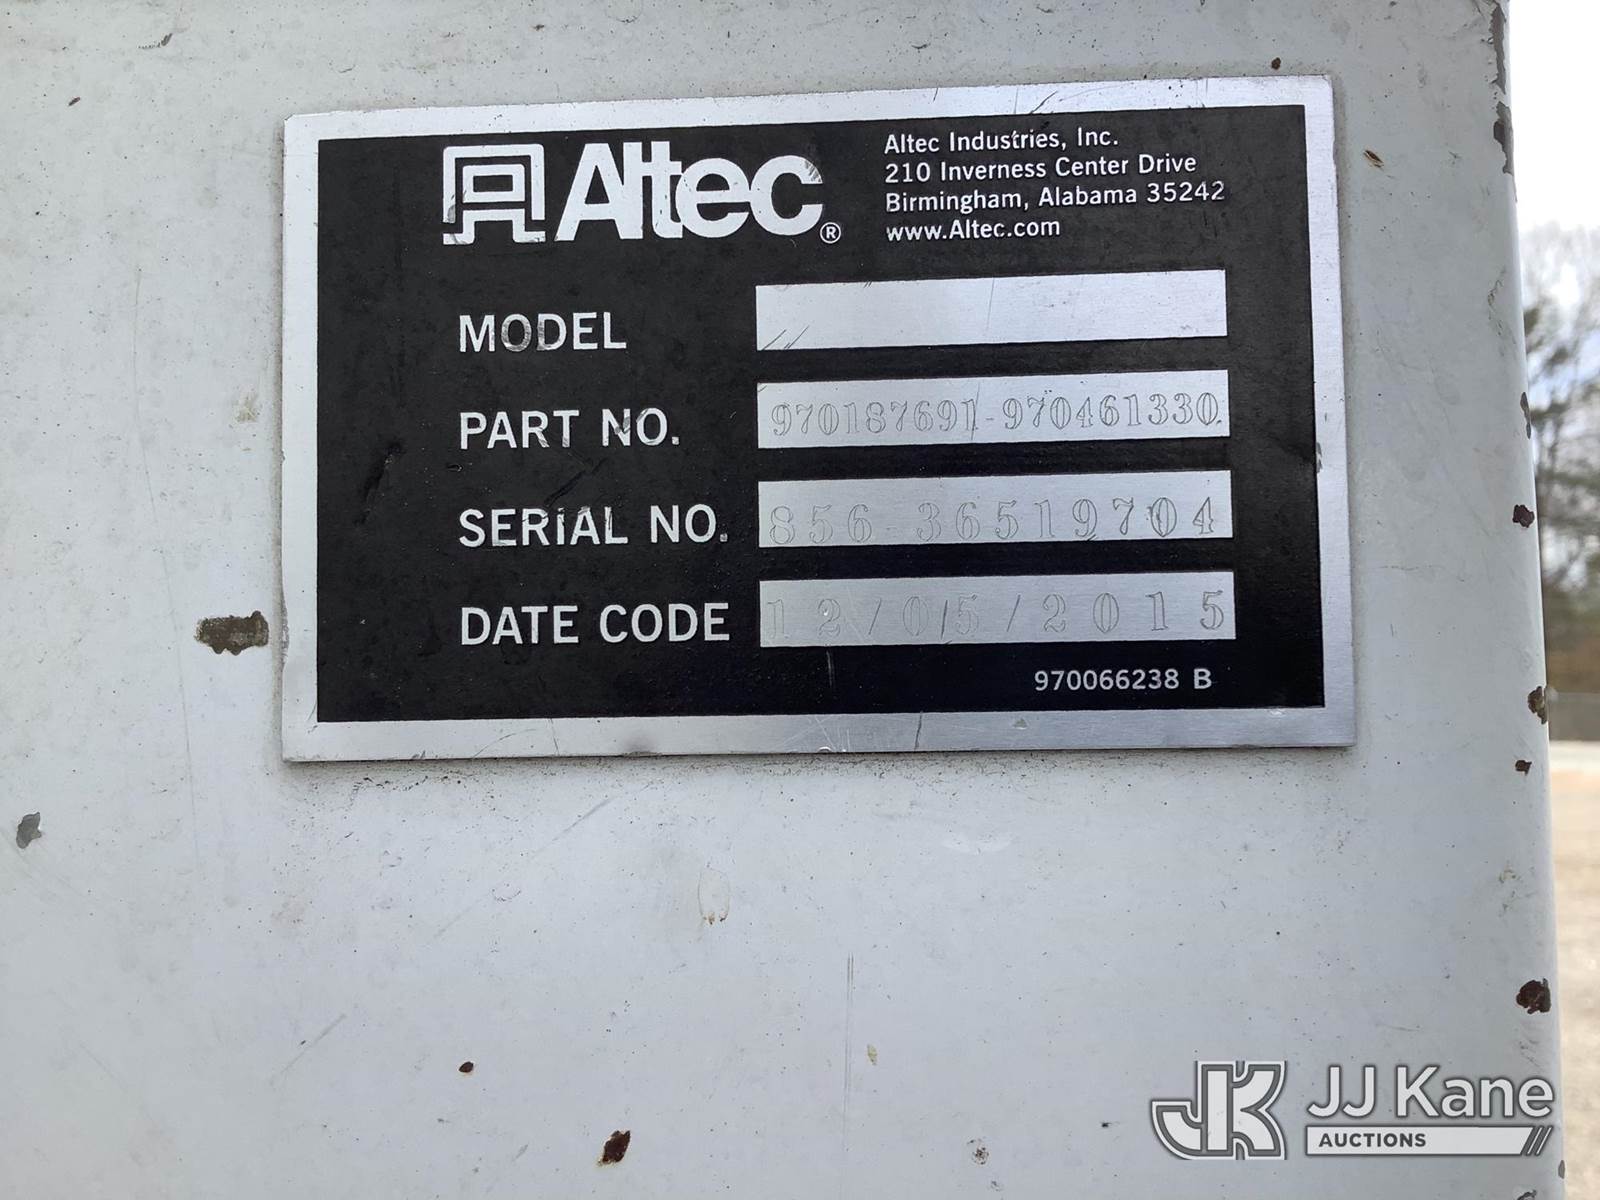 Altec®
Altec Industries, Inc.
210 Inverness Center Drive
Birmingham, Alabama 35242
www.Altec.com
MODEL
PART NO. 970187691-970461330
SERIAL NO. 856-36519704
DATE CODE 12/05/2015
970066238 B
JK JJ Kane
AUCTIONS